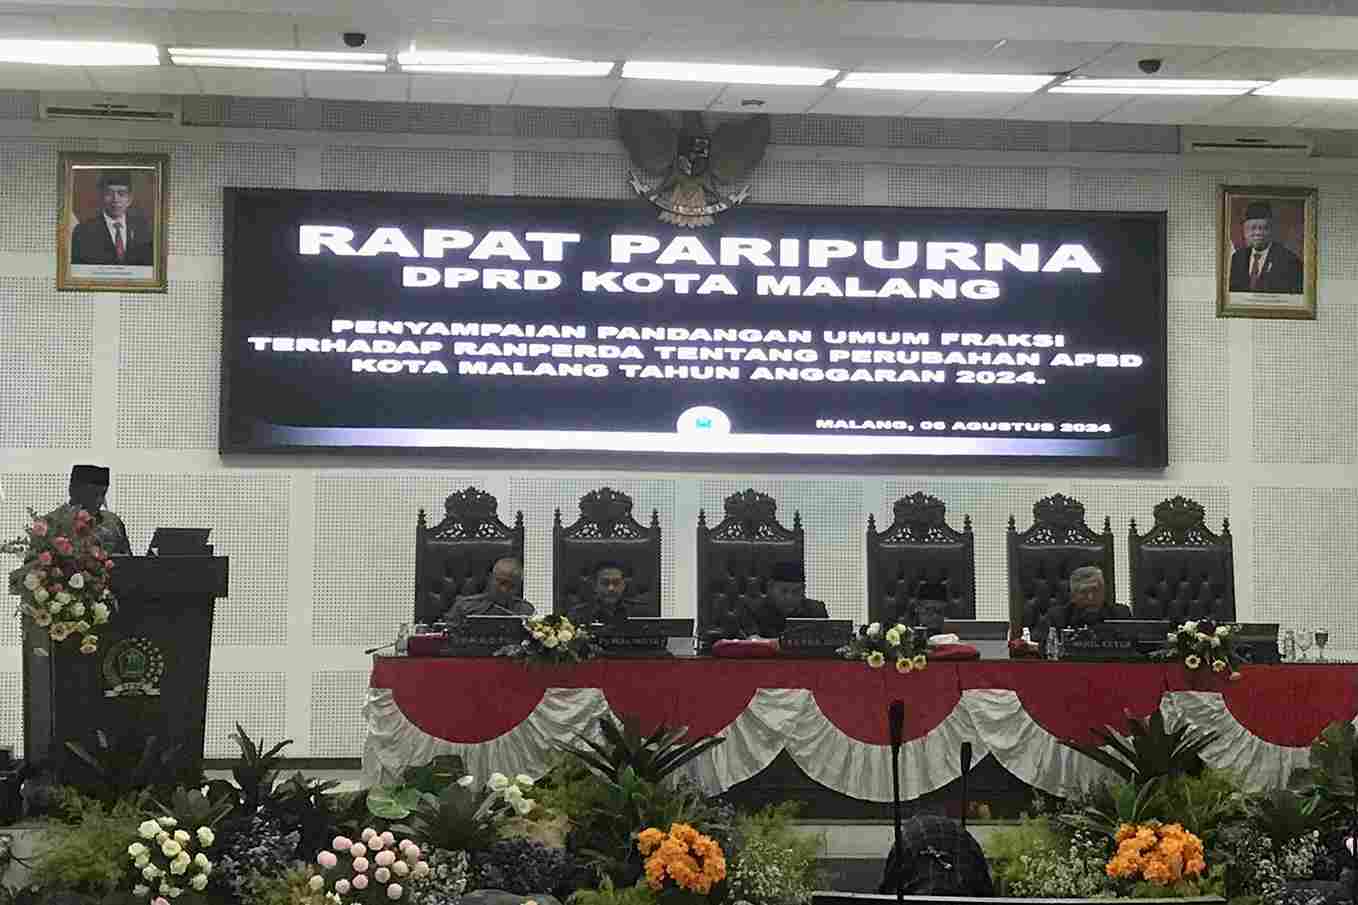 RAPAT PARIPURNA
DPRD KOTA MALANG
PENYAMPAIAN PANDANGAN UMUM FRAKSI
TERHADAP RANPERDA TENTANG PERUBAHAN APBD
KOTA MALANG TAHUN ANGGARAN 2024.
MALANG, 06 AGUSTUS 2024